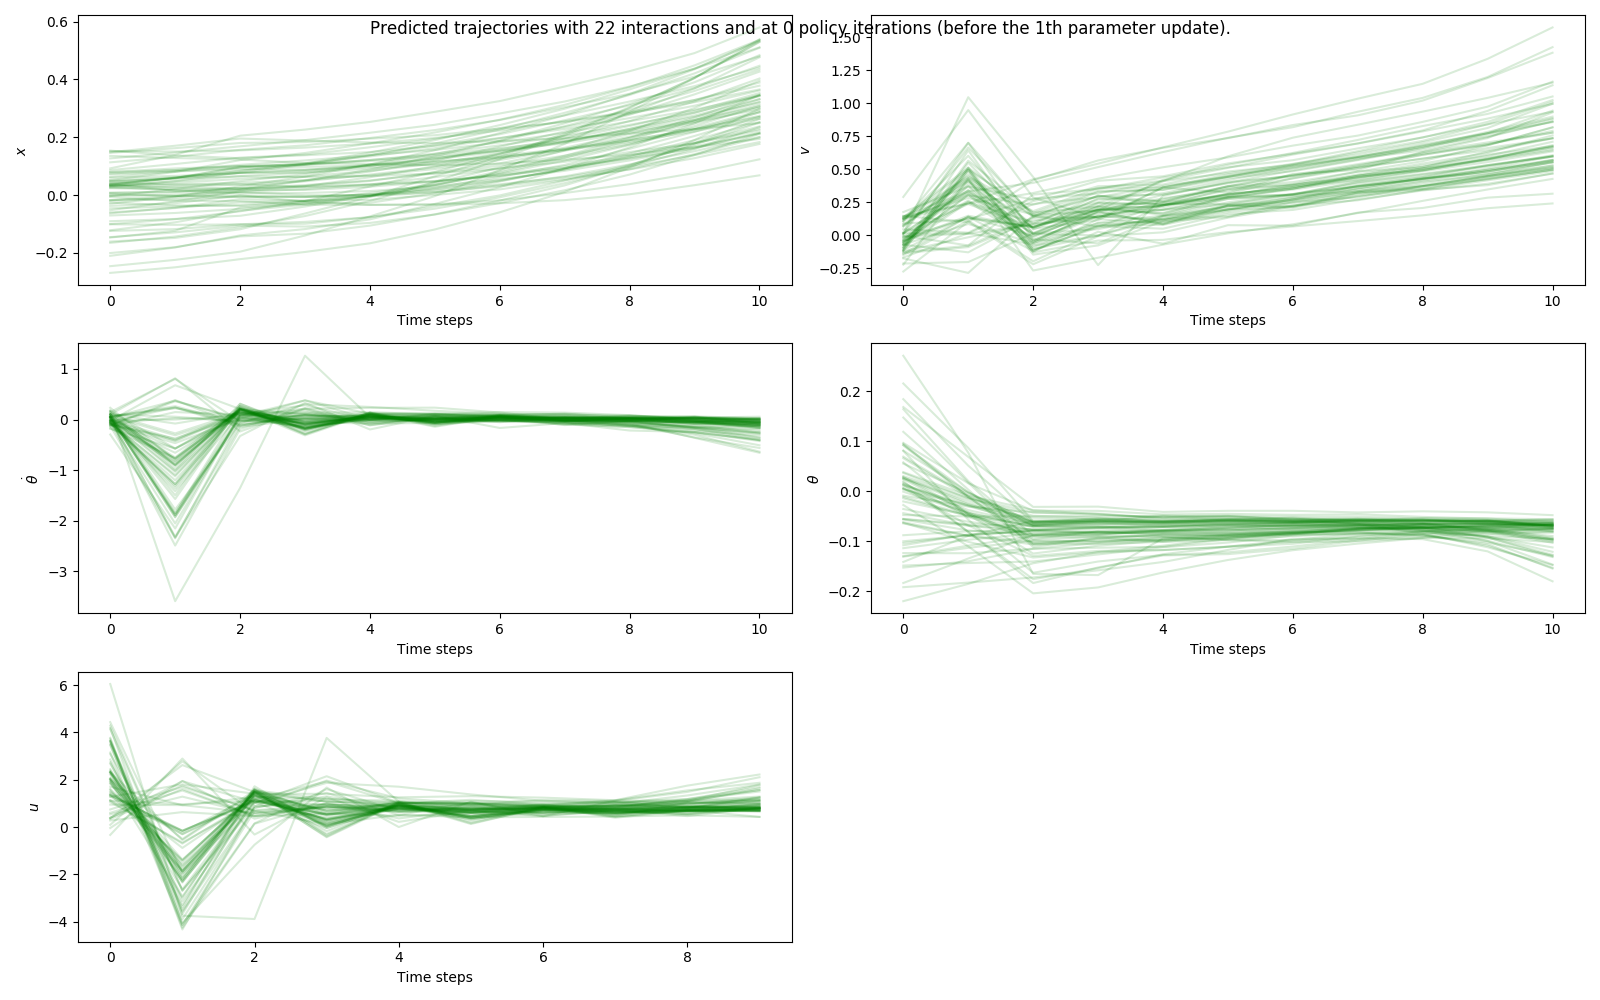 Predicted trajectories with 22 interactions and at 0 policy iterations (before the 1th parameter update).
0.6
0.4
0.2
0.0
−0.2
x
0 2 4 6 8 10
Time steps
1.50
1.25
1.00
0.75
0.50
0.25
0.00
−0.25
v
0 2 4 6 8 10
Time steps
1
0
−1
−2
−3
θ̇
0 2 4 6 8 10
Time steps
0.2
0.1
0.0
−0.1
−0.2
θ
0 2 4 6 8 10
Time steps
6
4
2
0
−2
−4
u
0 2 4 6 8
Time steps